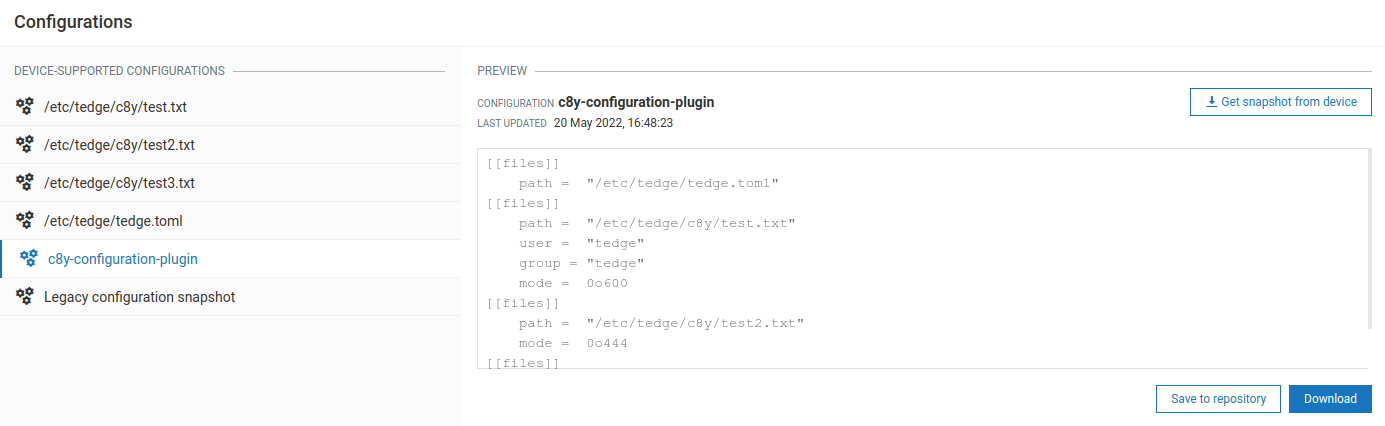 Configurations
DEVICE-SUPPORTED CONFIGURATIONS
/etc/tedge/c8y/test.txt
/etc/tedge/c8y/test2.txt
/etc/tedge/c8y/test3.txt
/etc/tedge/tedge.toml
c8y-configuration-plugin
Legacy configuration snapshot
PREVIEW
CONFIGURATION c8y-configuration-plugin
LAST UPDATED 20 May 2022, 16:48:23
Get snapshot from device
[[files]]
    path =  "/etc/tedge/tedge.toml"
[[files]]
    path =  "/etc/tedge/c8y/test.txt"
    user =  "tedge"
    group = "tedge"
    mode =  0o600
[[files]]
    path =  "/etc/tedge/c8y/test2.txt"
    mode =  0o444
[[files]]
Save to repository
Download